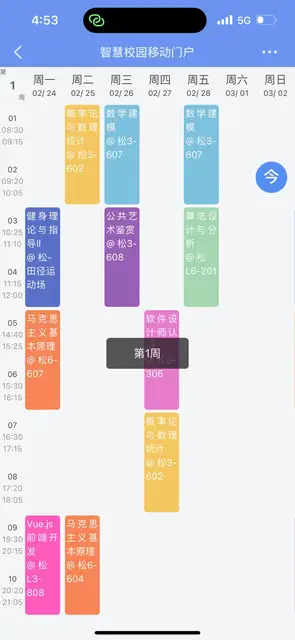 4:53
5G
62
智慧校园移动门户
第
1
周
周一
02/24
周二
02/25
周三
02/26
周四
02/27
周五
02/28
周六
03/01
周日
03/02
01
08:30
09:15
概率论
与数理
统计
@ 松3-
602
数学建
模
@ 松3-
607
数学建
模
@ 松3-
607
02
09:20
10:05
今
03
10:25
11:10
健身理
论与指
导II
@ 松-
田径运
动场
公共艺
术鉴赏
@ 松3-
608
算法设
计与分
析
@ 松
L6-201
04
11:15
12:00
05
14:40
15:25
马克思
主义基
本原理
@ 松6-
607
软件设
计师认
306
第1周
06
15:30
16:15
07
16:30
17:15
概率论
与数理
统计
@ 松3-
602
08
17:20
18:05
09
19:30
20:15
Vue.js
前端开
发
@ 松
L3-
808
马克思
主义基
本原理
@ 松6-
604
10
20:20
21:05